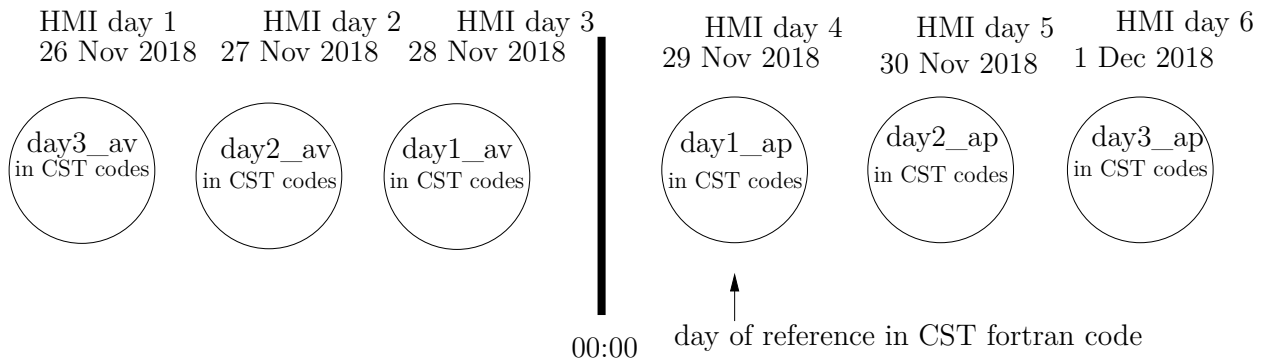 HMI day 1
26 Nov 2018
HMI day 2
27 Nov 2018
HMI day 3
28 Nov 2018
HMI day 4
29 Nov 2018
HMI day 5
30 Nov 2018
HMI day 6
1 Dec 2018
day3_av
in CST codes
day2_av
in CST codes
day1_av
in CST codes
day1_ap
in CST codes
day2_ap
in CST codes
day3_ap
in CST codes
00:00
day of reference in CST fortran code